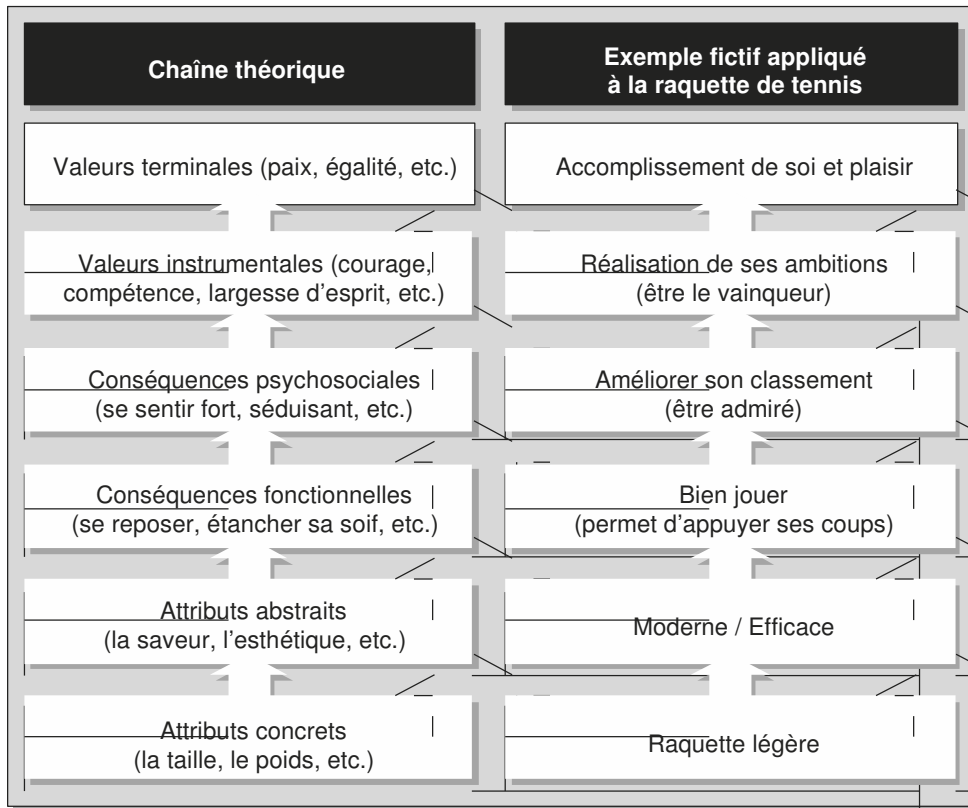 Chaîne théorique
Exemple fictif appliqué
à la raquette de tennis
Valeurs terminales (paix, égalité, etc.)
Accomplissement de soi et plaisir
Valeurs instrumentales (courage,
compétence, largesse d'esprit, etc.)
Réalisation de ses ambitions
(être le vainqueur)
Conséquences psychosociales
(se sentir fort, séduisant, etc.)
Améliorer son classement
(être admiré)
Conséquences fonctionnelles
(se reposer, étancher sa soif, etc.)
Bien jouer
(permet d'appuyer ses coups)
Attributs abstraits
(la saveur, l'esthétique, etc.)
Moderne / Efficace
Attributs concrets
(la taille, le poids, etc.)
Raquette légère